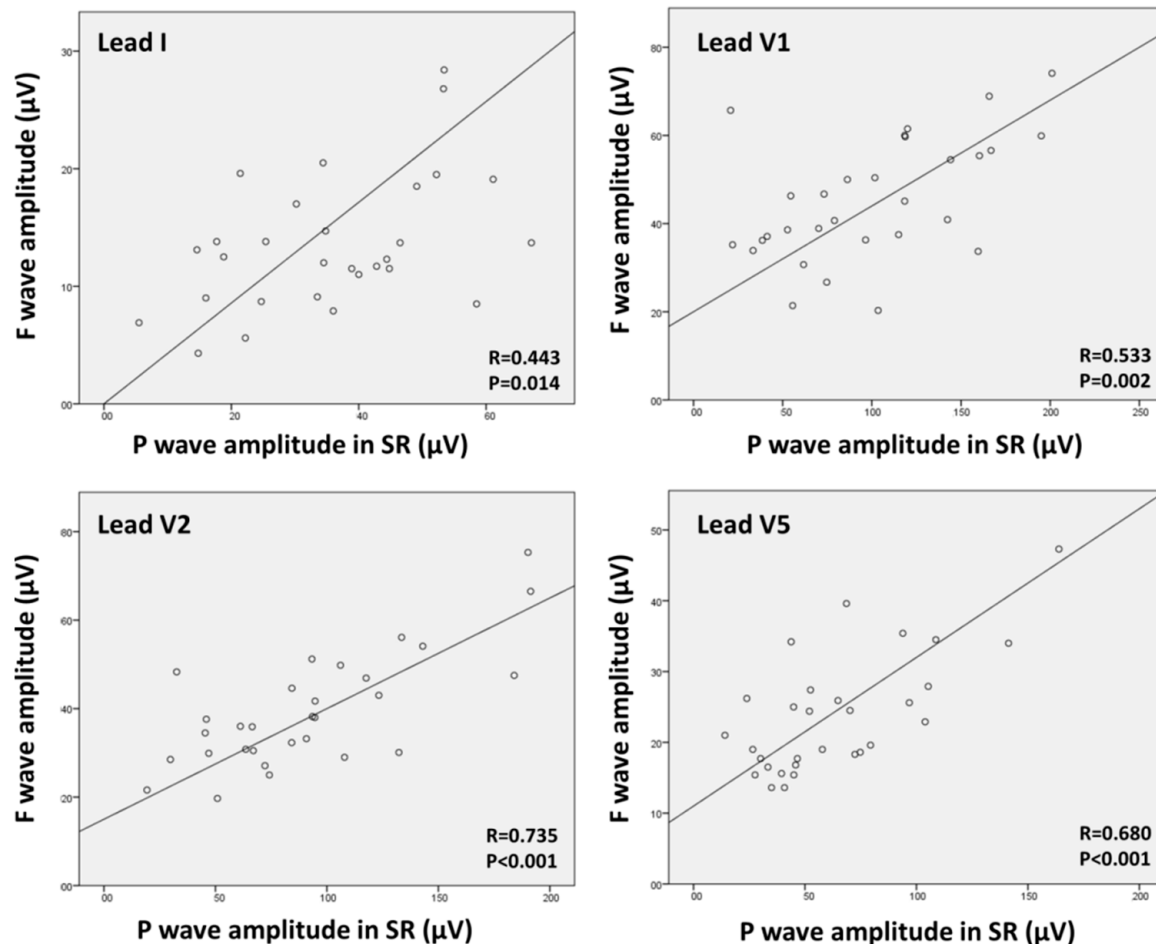 Lead I
F wave amplitude (µV)
30
20
10
00
R=0.443
P=0.014
00 20 40 60
P wave amplitude in SR (µV)
Lead V1
F wave amplitude (µV)
80
60
40
20
00
R=0.533
P=0.002
00 50 100 150 200 250
P wave amplitude in SR (µV)
Lead V2
F wave amplitude (µV)
80
60
40
20
00
R=0.735
P<0.001
00 50 100 150 200
P wave amplitude in SR (µV)
Lead V5
F wave amplitude (µV)
50
40
30
20
10
00
R=0.680
P<0.001
00 50 100 150 200
P wave amplitude in SR (µV)